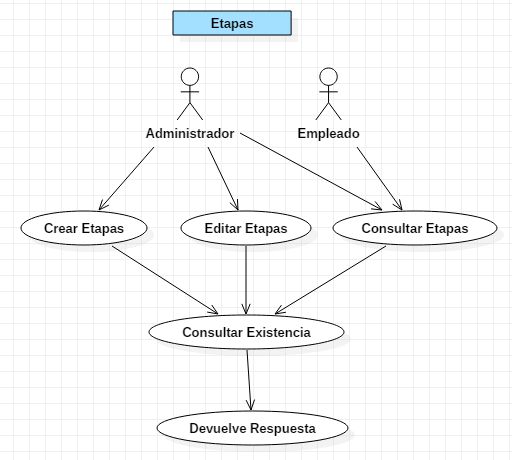 Etapas
Administrador
Empleado
Crear Etapas
Editar Etapas
Consultar Etapas
Consultar Existencia
Devuelve Respuesta